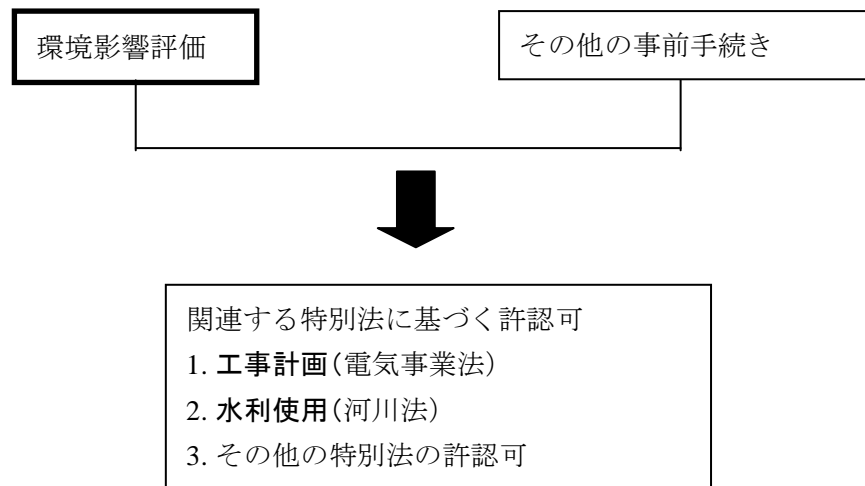 環境影響評価
その他の事前手続き
関連する特別法に基づく許認可
1. 工事計画(電気事業法)
2. 水利使用(河川法)
3. その他の特別法の許認可